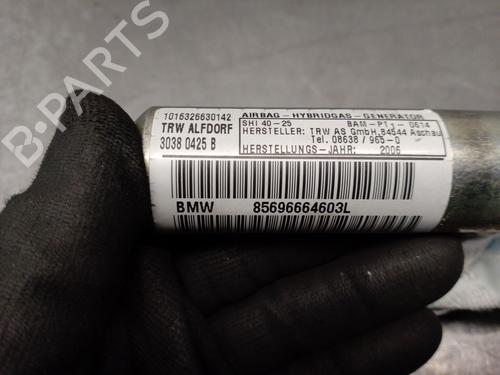 1016326630142
TRW ALFDORF
3038 0425 B
AIRBAG - HYBRIDGAS - GENERATOR
SHI 40-25 BAM-PT1-0614
HERSTELLER: TRW AS GmbH, 84544 Aschau
Tel. 08638 / 965-0
HERSTELLUNGS-JAHR: 2006
BMW 85696664603L
B-PARTS